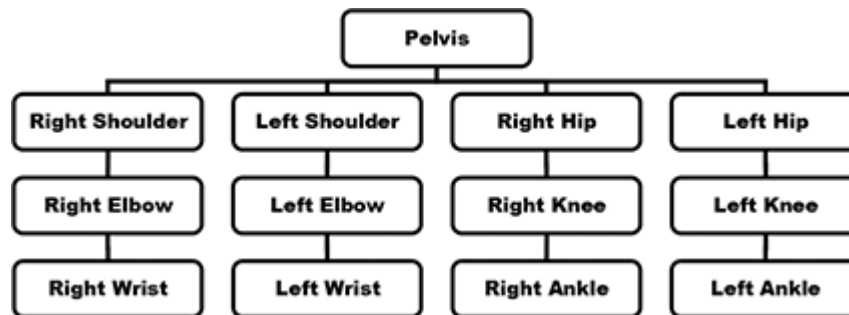 Pelvis
Right Shoulder
Left Shoulder
Right Hip
Left Hip
Right Elbow
Left Elbow
Right Knee
Left Knee
Right Wrist
Left Wrist
Right Ankle
Left Ankle